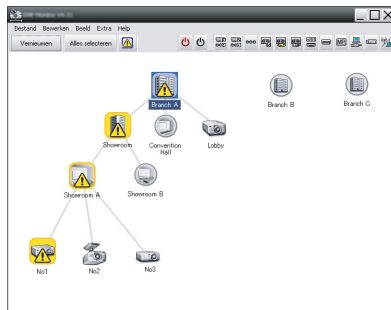 Bestand Bewerken Beeld Extra Help
Vernieuwen Alles selecteren
Branch A
Branch B
Branch C
Showroom
Convention
Hall
Lobby
Showroom A
Showroom B
No1
No2
No3